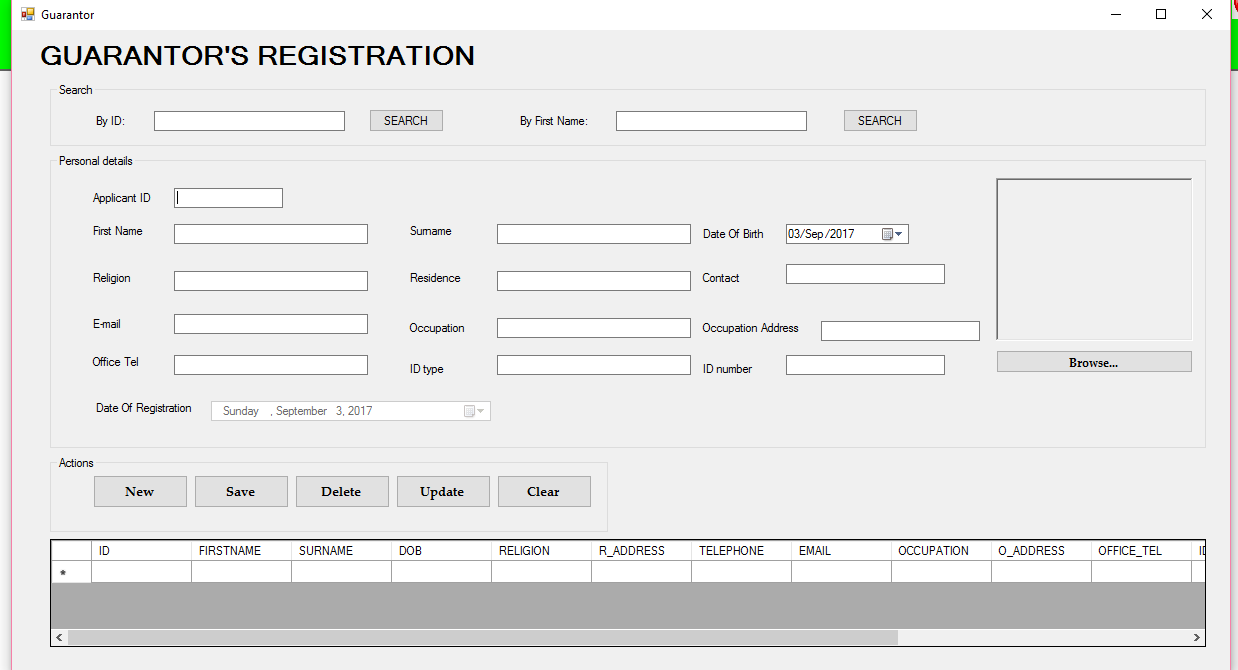 Guarantor
GUARANTOR'S REGISTRATION
Search
By ID: SEARCH By First Name: SEARCH
Personal details
Applicant ID
First Name Surname Date Of Birth 03/Sep/2017
Religion Residence Contact
E-mail Occupation Occupation Address
Office Tel ID type ID number Browse...
Date Of Registration Sunday , September 3, 2017
Actions
New Save Delete Update Clear
ID FIRSTNAME SURNAME DOB RELIGION R_ADDRESS TELEPHONE EMAIL OCCUPATION O_ADDRESS OFFICE_TEL
*